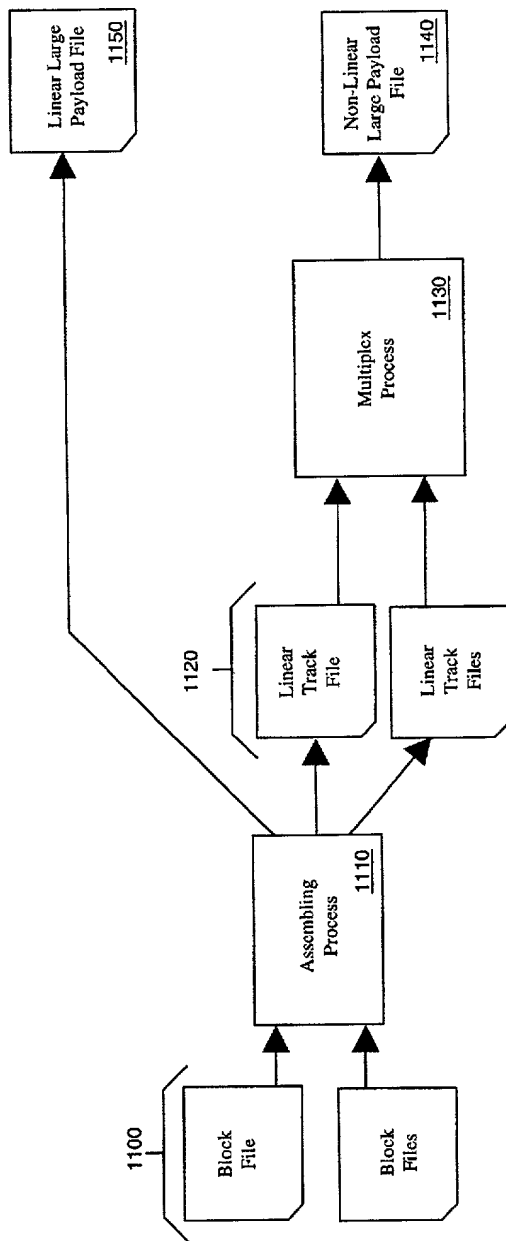 1100
Block
File
Block
Files
Assembling
Process
1110
1120
Linear
Track
File
Linear
Track
Files
Multiplex
Process
1130
Non-Linear
Large Payload
File
1140
Linear Large
Payload File
1150